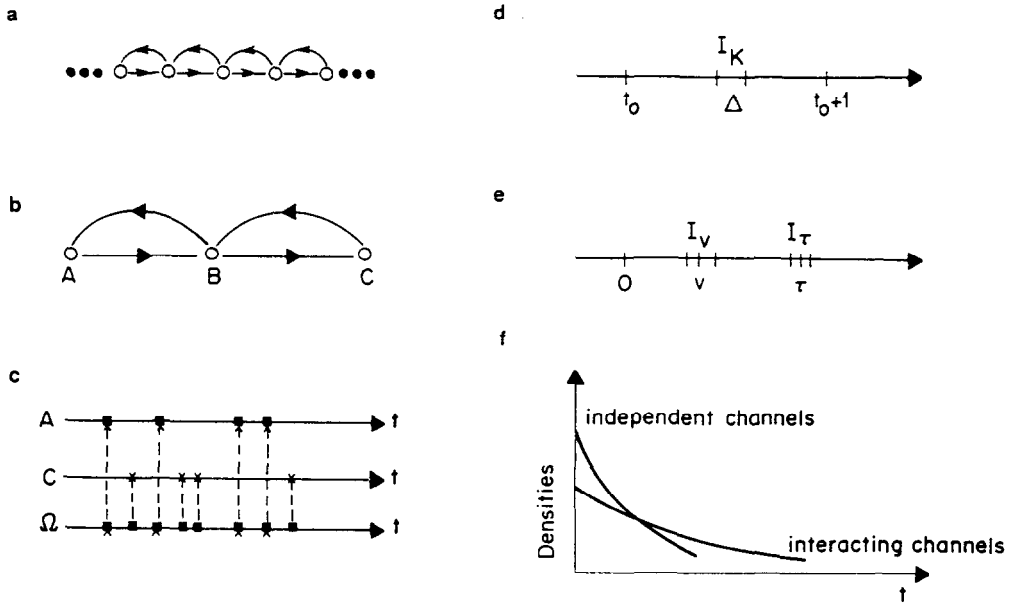 a
b
A B C
c
A t
C t
Ω t
d
I_K
t_0 Δ t_0+1
e
I_v I_τ
0 v τ
f
independent channels
Densities
interacting channels
t